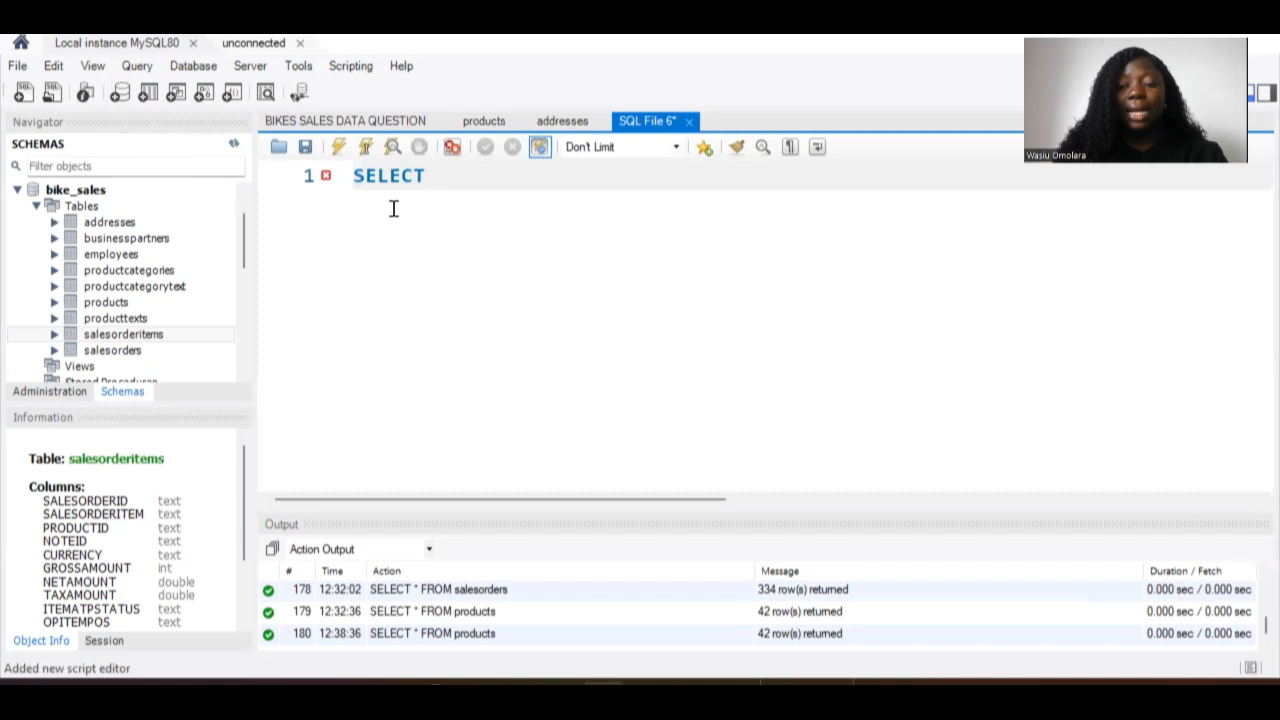 Local instance MySQL80 unconnected
File Edit View Query Database Server Tools Scripting Help
Wasiu Omolara
Navigator
SCHEMAS
Filter objects
bike_sales
Tables
addresses
businesspartners
employees
productcategories
productcategorytext
products
producttexts
salesorderitems
salesorders
Views
Stored Procedures
Administration Schemas
Information
Table: salesorderitems
Columns:
SALESORDERID text
SALESORDERITEM text
PRODUCTID text
NOTEID text
CURRENCY text
GROSSAMOUNT int
NETAMOUNT double
TAXAMOUNT double
ITEMATPSTATUS text
OPITEMPOS text
Object Info Session
BIKES SALES DATA QUESTION products addresses SQL File 6*
Don't Limit
1 SELECT
Output
Action Output
# Time Action Message Duration / Fetch
178 12:32:02 SELECT * FROM salesorders 334 row(s) returned 0.000 sec / 0.000 sec
179 12:32:36 SELECT * FROM products 42 row(s) returned 0.000 sec / 0.000 sec
180 12:38:36 SELECT * FROM products 42 row(s) returned 0.000 sec / 0.000 sec
Added new script editor